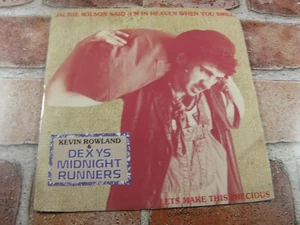 JACKIE WILSON SAID (I'M IN HEAVEN WHEN YOU SMILE)
KEVIN ROWLAND
&
DEXYS
MIDNIGHT
RUNNERS
LETS MAKE THIS PRECIOUS